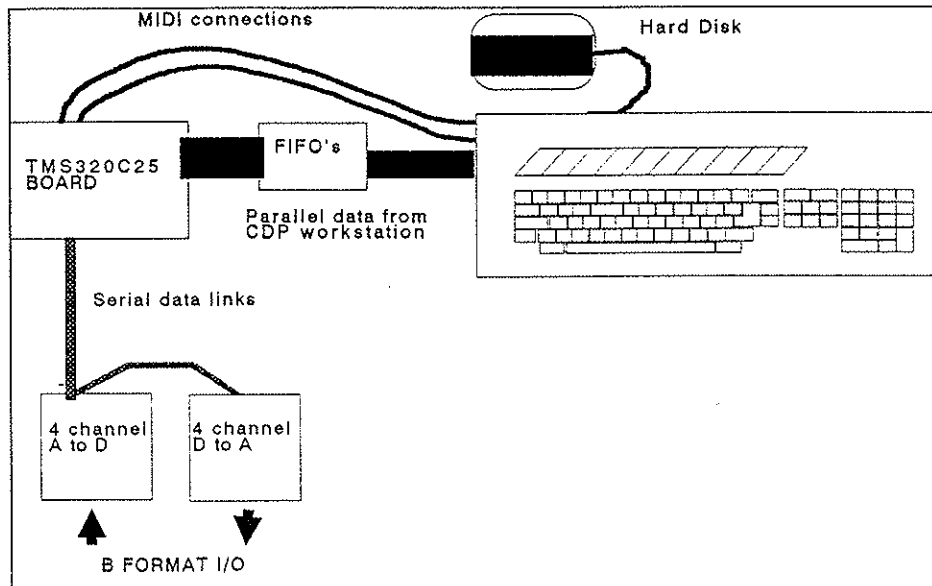 MIDI connections
Hard Disk
TMS320C25
BOARD
FIFO's
Parallel data from
CDP workstation
Serial data links
4 channel
A to D
4 channel
D to A
B FORMAT I/O